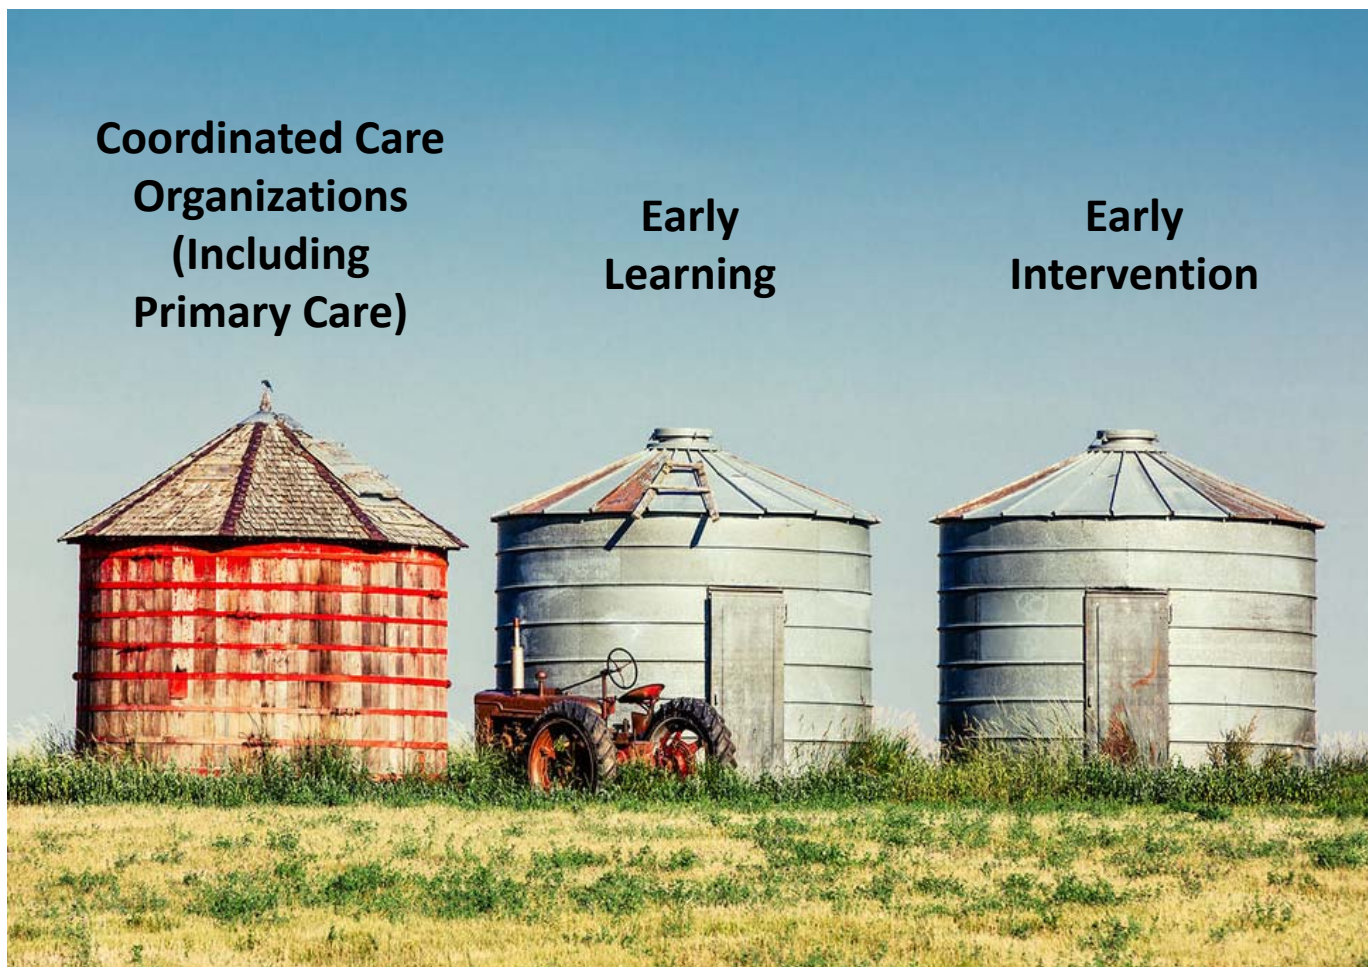 Coordinated Care
Organizations
(Including
Primary Care)
Early
Learning
Early
Intervention